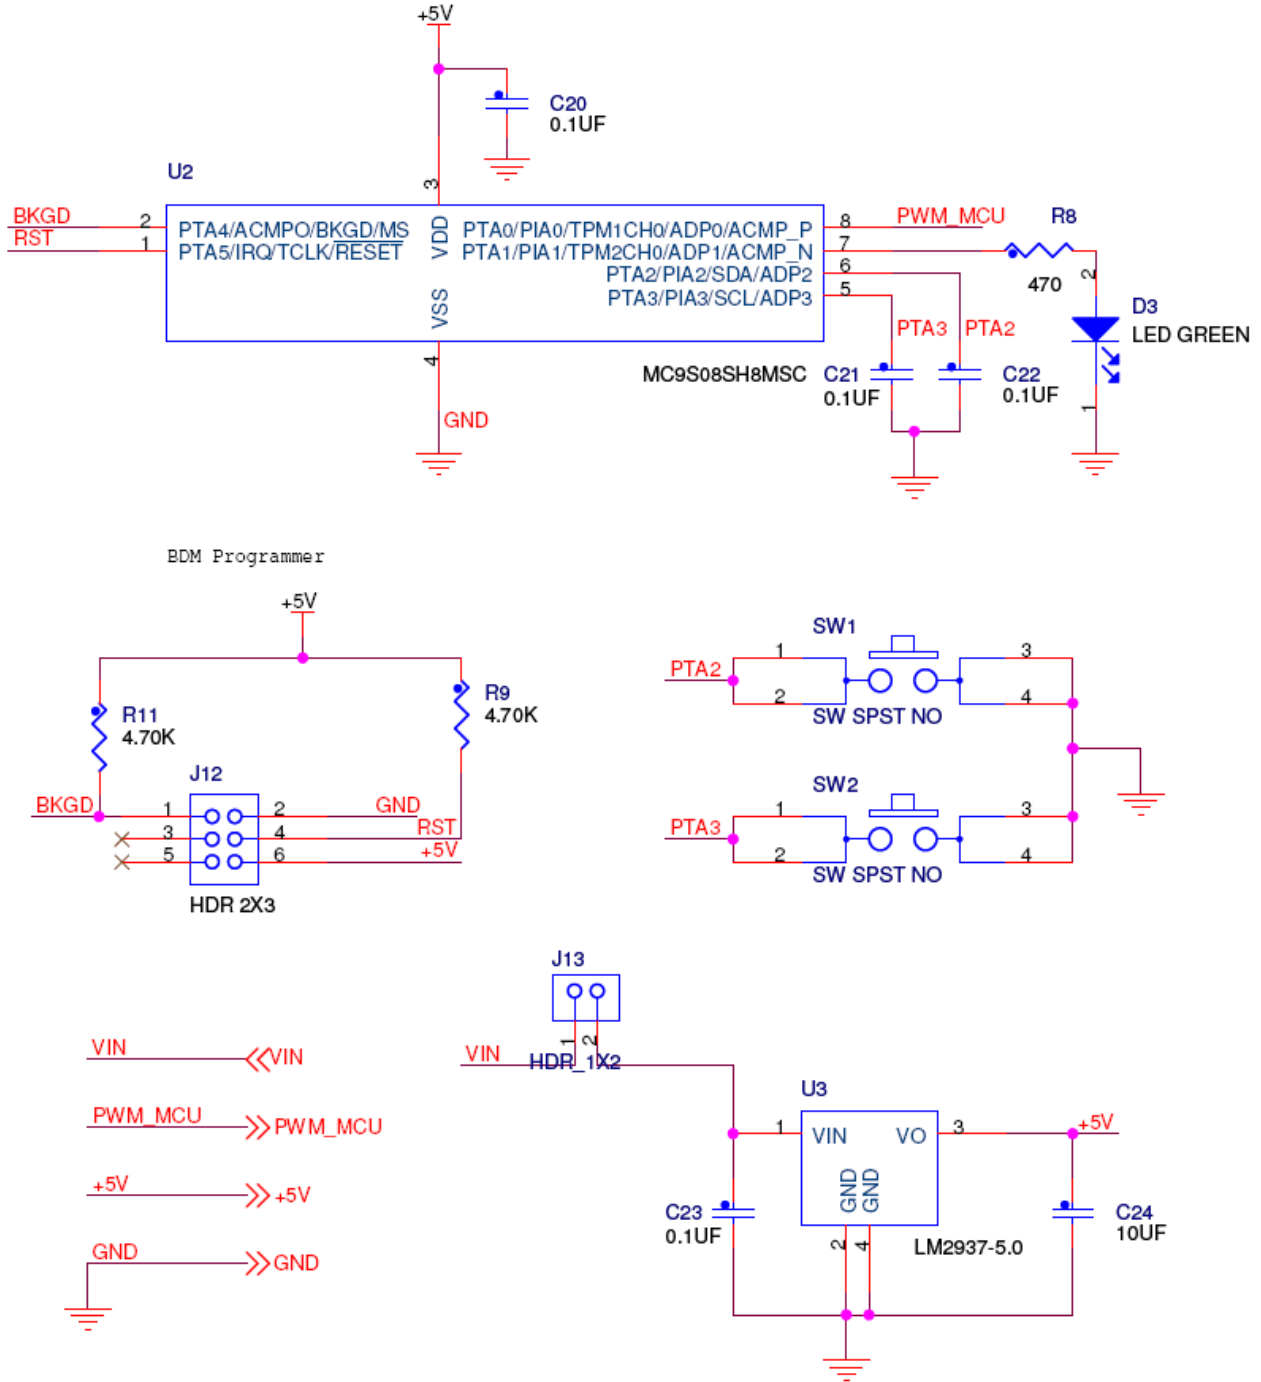 +5V
C20
0.1UF
U2
3
BKGD
2
PTA4/ACMPO/BKGD/MS
VDD
PTA0/PIA0/TPM1CH0/ADP0/ACMP_P
8
PWM_MCU
R8
RST
1
PTA5/IRQ/TCLK/RESET
PTA1/PIA1/TPM2CH0/ADP1/ACMP_N
7
470
2
PTA2/PIA2/SDA/ADP2
6
VSS
PTA3/PIA3/SCL/ADP3
5
D3
LED GREEN
PTA3
PTA2
4
MC9S08SH8MSC
C21
0.1UF
C22
0.1UF
1
GND
BDM Programmer
+5V
R11
4.70K
R9
4.70K
J12
BKGD
1
2
GND
3
4
RST
5
6
+5V
HDR 2X3
SW1
PTA2
1
3
2
4
SW SPST NO
SW2
PTA3
1
3
2
4
SW SPST NO
J13
1
2
VIN
HDR_1X2
VIN
VIN
PWM_MCU
PWM_MCU
+5V
+5V
GND
GND
U3
1
VIN
VO
3
+5V
GND
GND
C23
0.1UF
2
4
LM2937-5.0
C24
10UF